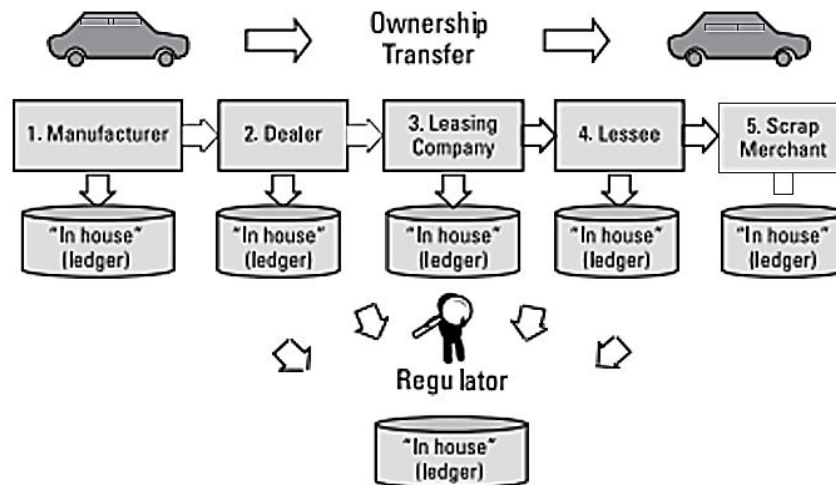 Ownership
Transfer
1. Manufacturer
2. Dealer
3. Leasing
Company
4. Lessee
5. Scrap
Merchant
"In house"
(ledger)
"In house"
(ledger)
"In house"
(ledger)
"In house"
(ledger)
"In house"
(ledger)
Regu lator
"In house"
(ledger)